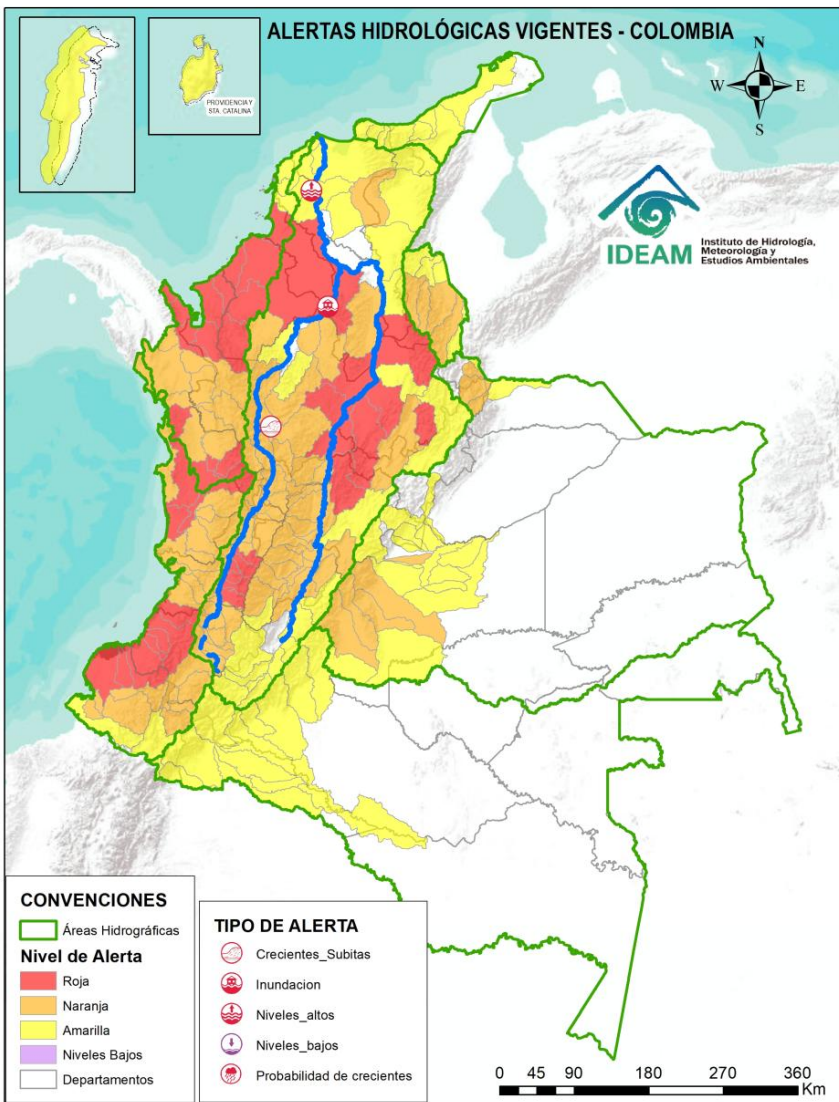 ALERTAS HIDROLÓGICAS VIGENTES - COLOMBIA
PROVIDENCIA Y
STA. CATALINA
N
W
E
S
IDEAM
Instituto de Hidrología,
Meteorología y
Estudios Ambientales
CONVENCIONES
Áreas Hidrográficas
Nivel de Alerta
Roja
Naranja
Amarilla
Niveles Bajos
Departamentos
TIPO DE ALERTA
Crecientes_Subitas
Inundacion
Niveles_altos
Niveles_bajos
Probabilidad de crecientes
0 45 90 180 270 360
Km